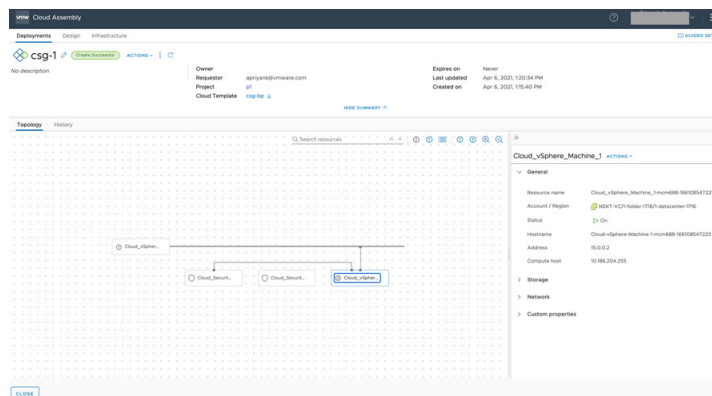 vmw Cloud Assembly
Deployments Design Infrastructure
GUIDED SET
csg-1 Create Successful ACTIONS
No description
Owner
Requestor apriyank@vmware.com
Project p1
Cloud Template csg-bp
Expires on Never
Last updated Apr 6, 2021, 1:20:34 PM
Created on Apr 6, 2021, 1:15:40 PM
HIDE SUMMARY
Topology History
Search resources
Cloud_vSpher...
Cloud_Securit...
Cloud_Securit...
Cloud_vSpher...
Cloud_vSphere_Machine_1 ACTIONS
General
Resource name Cloud_vSphere_Machine_1-mcm688-16610854722
Account / Region NSXT-VC/1-folder-1716/1-datacenter-1716
Status On
Hostname Cloud-vSphere-Machine-1-mcm688-166108547223
Address 15.0.0.2
Compute host 10.186.204.255
Storage
Network
Custom properties
CLOSE